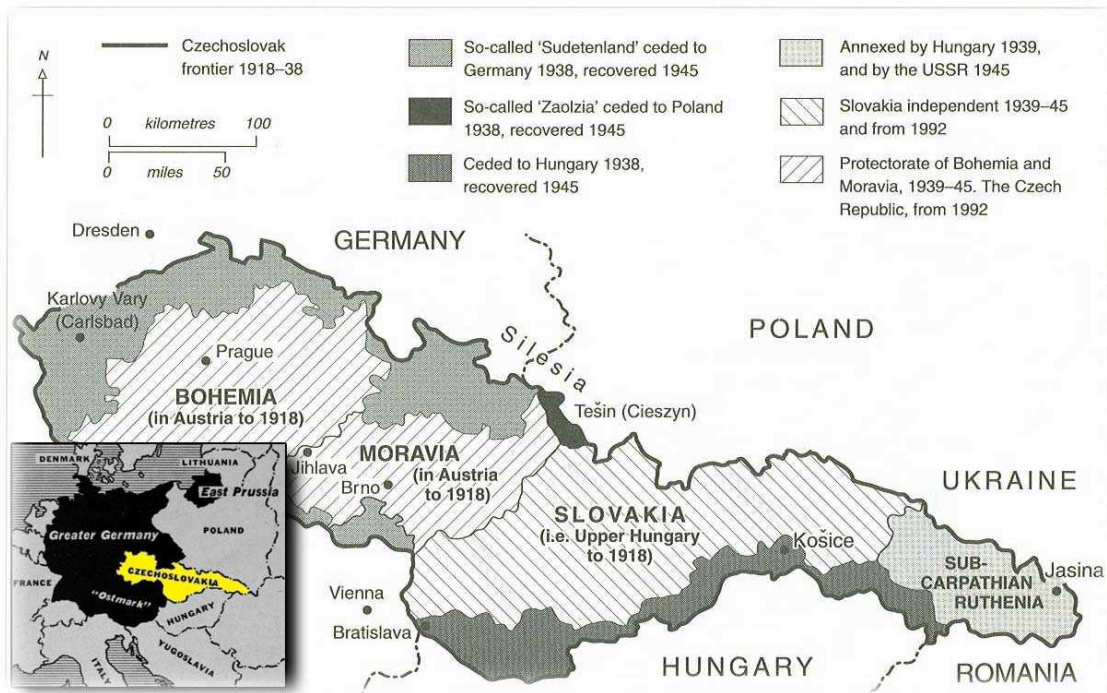 Czechoslovak
frontier 1918–38
N
0 kilometres 100
0 miles 50
So-called 'Sudetenland' ceded to
Germany 1938, recovered 1945
So-called 'Zaolzia' ceded to Poland
1938, recovered 1945
Ceded to Hungary 1938,
recovered 1945
Annexed by Hungary 1939,
and by the USSR 1945
Slovakia independent 1939–45
and from 1992
Protectorate of Bohemia and
Moravia, 1939–45. The Czech
Republic, from 1992
Dresden
GERMANY
Karlovy Vary
(Carlsbad)
Prague
Silesia
POLAND
BOHEMIA
(in Austria to 1918)
Tešin (Cieszyn)
MORAVIA
(in Austria
to 1918)
Jihlava
Brno
UKRAINE
SLOVAKIA
(i.e. Upper Hungary
to 1918)
Košice
SUB-
CARPATHIAN
RUTHENIA
Jasina
Vienna
Bratislava
HUNGARY
ROMANIA
DENMARK
LITHUANIA
East Prussia
POLAND
Greater Germany
CZECHOSLOVAKIA
FRANCE
"Ostmark"
HUNGARY
ITALY
YUGOSLAVIA